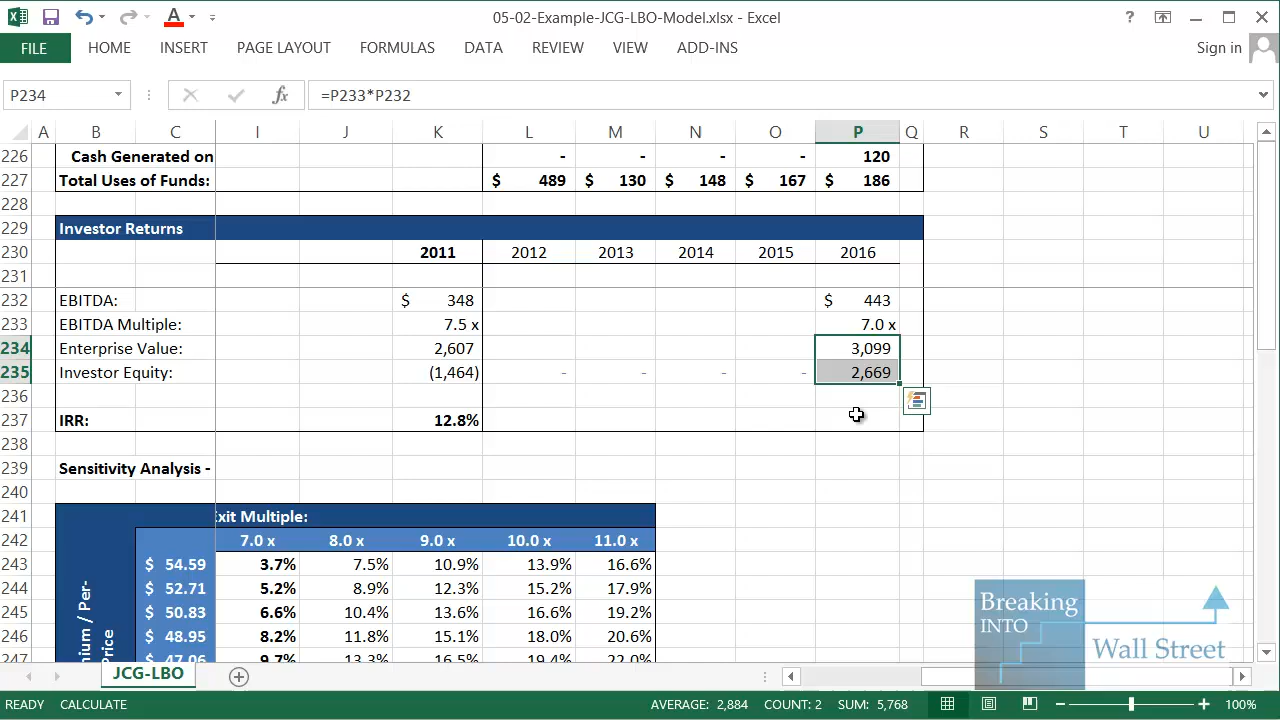 05-02-Example-JCG-LBO-Model.xlsx - Excel
FILE HOME INSERT PAGE LAYOUT FORMULAS DATA REVIEW VIEW ADD-INS Sign in
P234 fx =P233*P232
A B C I J K L M N O P Q R S T U
226 Cash Generated on - - - - 120
227 Total Uses of Funds: $ 489 $ 130 $ 148 $ 167 $ 186
228
229 Investor Returns
230 2011 2012 2013 2014 2015 2016
231
232 EBITDA: $ 348 $ 443
233 EBITDA Multiple: 7.5 x 7.0 x
234 Enterprise Value: 2,607 3,099
235 Investor Equity: (1,464) - - - - 2,669
236
237 IRR: 12.8%
238
239 Sensitivity Analysis -
240
241 Exit Multiple:
242 7.0 x 8.0 x 9.0 x 10.0 x 11.0 x
243 $ 54.59 3.7% 7.5% 10.9% 13.9% 16.6%
244 $ 52.71 5.2% 8.9% 12.3% 15.2% 17.9%
245 $ 50.83 6.6% 10.4% 13.6% 16.6% 19.2%
246 $ 48.95 8.2% 11.8% 15.1% 18.0% 20.6%
247 $ 47.06 9.7% 13.3% 16.5% 19.4% 22.0%
nium / Per-
rice
Breaking
INTO
Wall Street
JCG-LBO
READY CALCULATE AVERAGE: 2,884 COUNT: 2 SUM: 5,768 100%